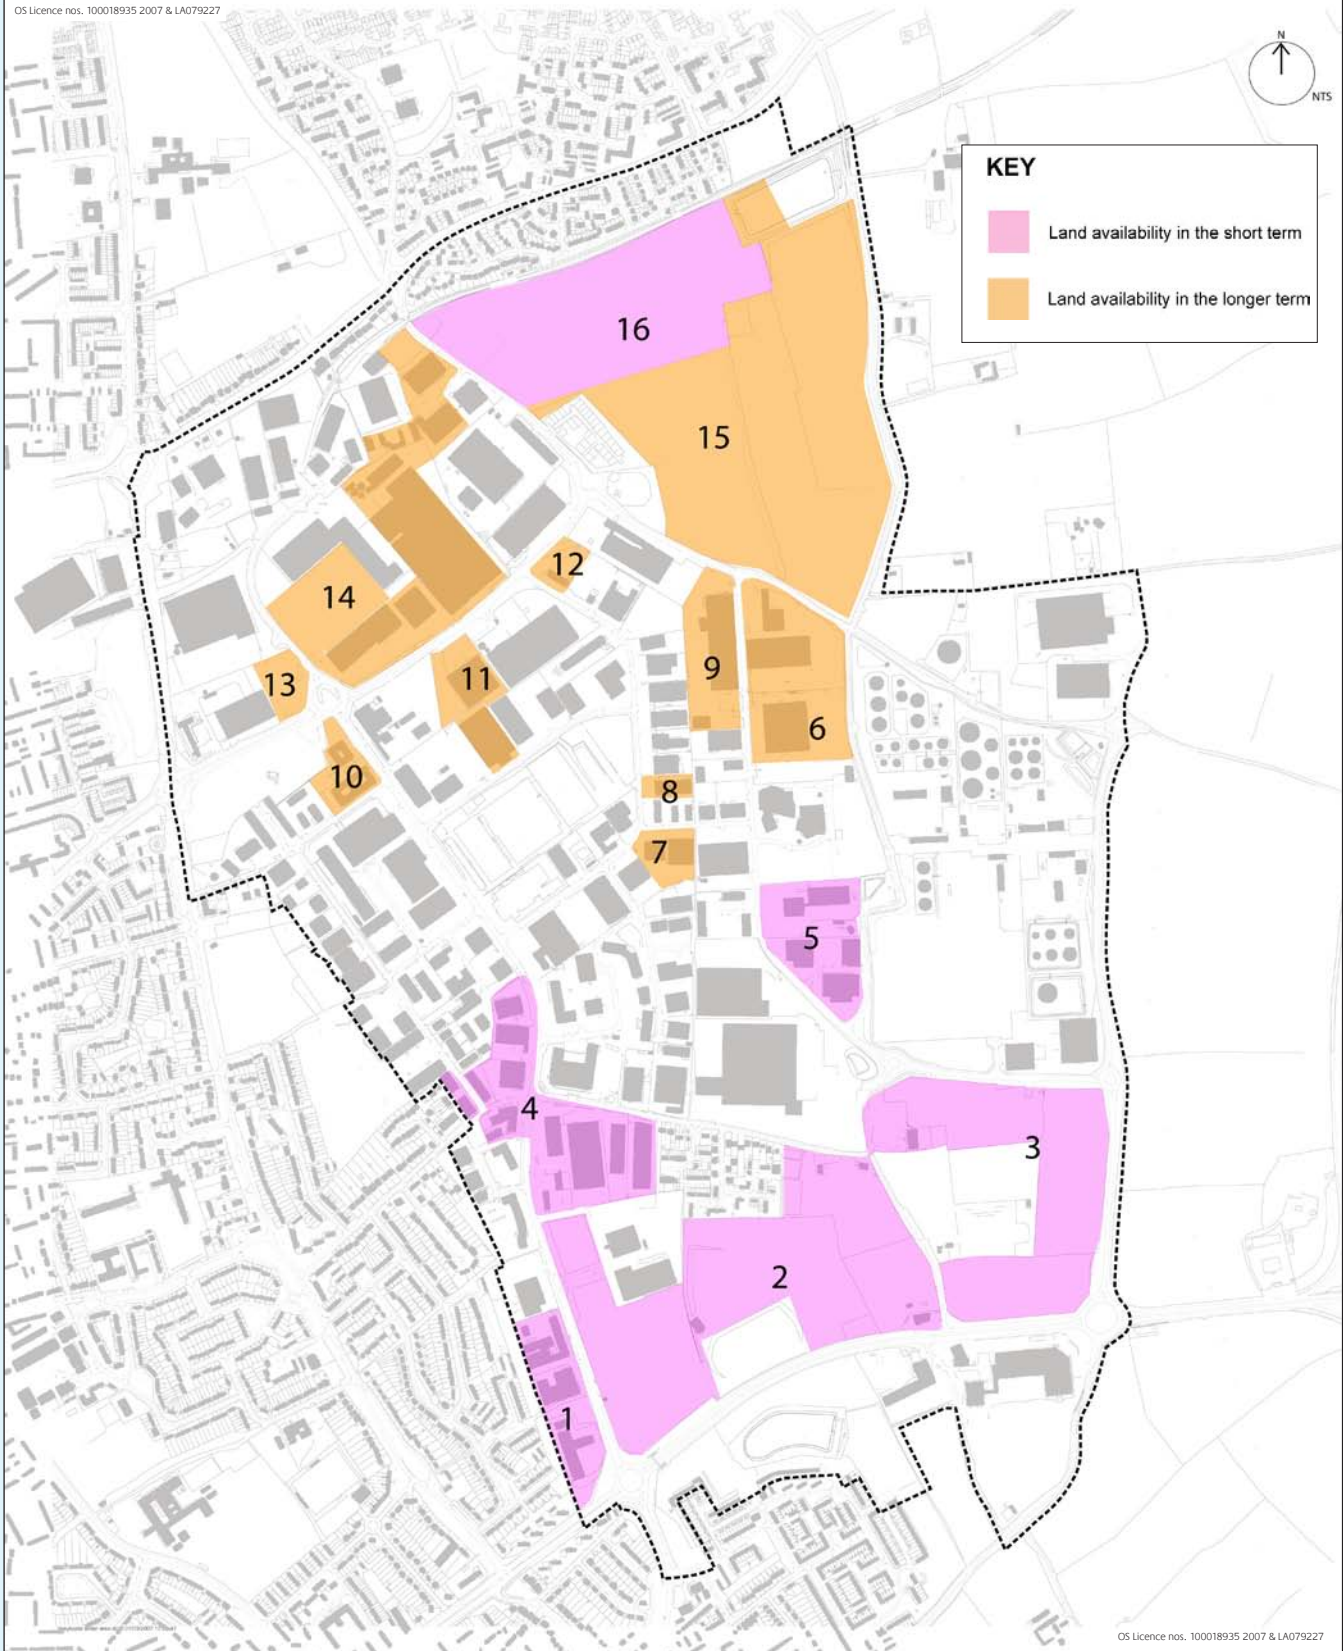 OS Licence nos. 100018935 2007 & LA079227
N
NTS
KEY
Land availability in the short term
Land availability in the longer term
16
15
12
14
9
11
13
6
10
8
7
5
4
3
2
1
OS Licence nos. 100018935 2007 & LA079227